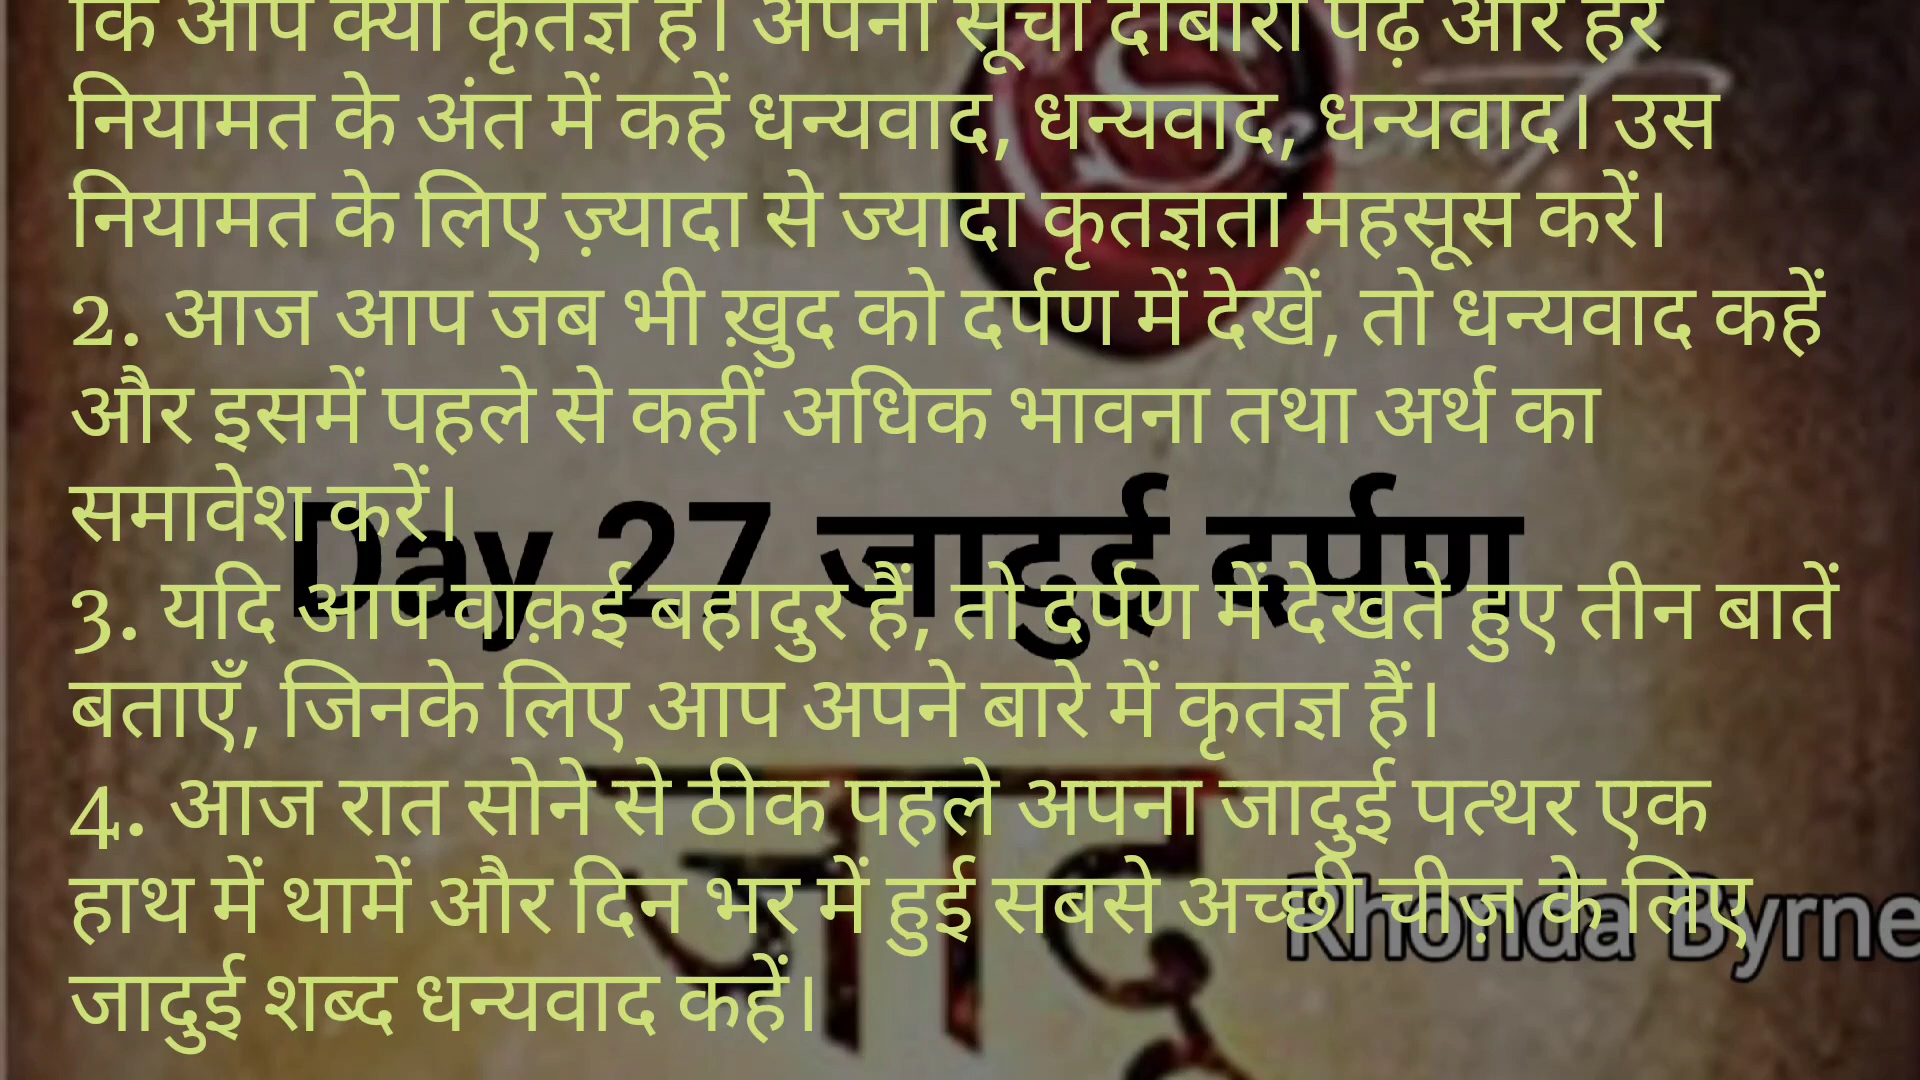 कि आप क्यों कृतज्ञ हैं। अपनी सूची दोबारा पढ़ें और हर
नियामत के अंत में कहें धन्यवाद, धन्यवाद, धन्यवाद। उस
नियामत के लिए ज़्यादा से ज्यादा कृतज्ञता महसूस करें।
2. आज आप जब भी ख़ुद को दर्पण में देखें, तो धन्यवाद कहें
और इसमें पहले से कहीं अधिक भावना तथा अर्थ का
समावेश करें।
Day 27 जादुई दर्पण
3. यदि आप वाक़ई बहादुर हैं, तो दर्पण में देखते हुए तीन बातें
बताएँ, जिनके लिए आप अपने बारे में कृतज्ञ हैं।
4. आज रात सोने से ठीक पहले अपना जादुई पत्थर एक
हाथ में थामें और दिन भर में हुई सबसे अच्छी चीज़ के लिए
जादुई शब्द धन्यवाद कहें।
जादू
Rhonda Byrne